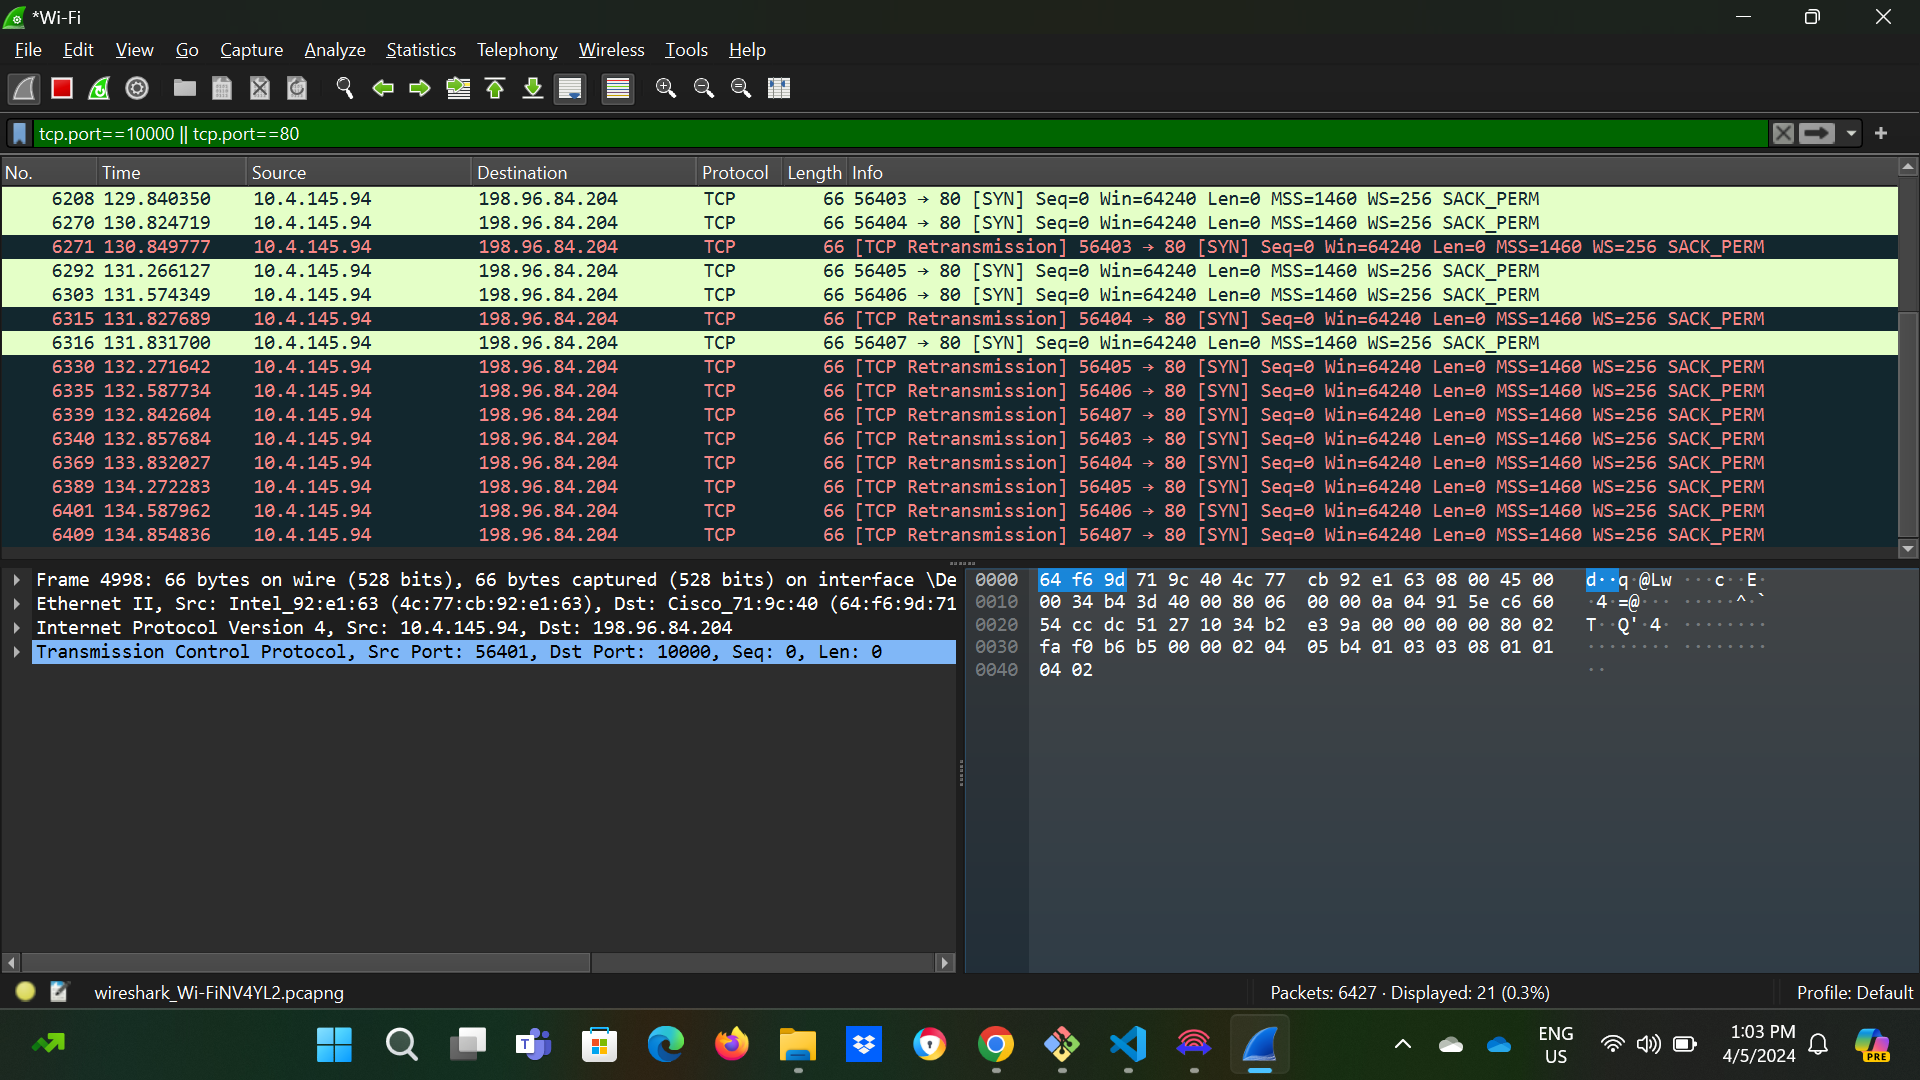 *Wi-Fi
File Edit View Go Capture Analyze Statistics Telephony Wireless Tools Help
tcp.port==10000 || tcp.port==80
No. Time Source Destination Protocol Length Info
6208 129.840350 10.4.145.94 198.96.84.204 TCP 66 56403 → 80 [SYN] Seq=0 Win=64240 Len=0 MSS=1460 WS=256 SACK_PERM
6270 130.824719 10.4.145.94 198.96.84.204 TCP 66 56404 → 80 [SYN] Seq=0 Win=64240 Len=0 MSS=1460 WS=256 SACK_PERM
6271 130.849777 10.4.145.94 198.96.84.204 TCP 66 [TCP Retransmission] 56403 → 80 [SYN] Seq=0 Win=64240 Len=0 MSS=1460 WS=256 SACK_PERM
6292 131.266127 10.4.145.94 198.96.84.204 TCP 66 56405 → 80 [SYN] Seq=0 Win=64240 Len=0 MSS=1460 WS=256 SACK_PERM
6303 131.574349 10.4.145.94 198.96.84.204 TCP 66 56406 → 80 [SYN] Seq=0 Win=64240 Len=0 MSS=1460 WS=256 SACK_PERM
6315 131.827689 10.4.145.94 198.96.84.204 TCP 66 [TCP Retransmission] 56404 → 80 [SYN] Seq=0 Win=64240 Len=0 MSS=1460 WS=256 SACK_PERM
6316 131.831700 10.4.145.94 198.96.84.204 TCP 66 56407 → 80 [SYN] Seq=0 Win=64240 Len=0 MSS=1460 WS=256 SACK_PERM
6330 132.271642 10.4.145.94 198.96.84.204 TCP 66 [TCP Retransmission] 56405 → 80 [SYN] Seq=0 Win=64240 Len=0 MSS=1460 WS=256 SACK_PERM
6335 132.587734 10.4.145.94 198.96.84.204 TCP 66 [TCP Retransmission] 56406 → 80 [SYN] Seq=0 Win=64240 Len=0 MSS=1460 WS=256 SACK_PERM
6339 132.842604 10.4.145.94 198.96.84.204 TCP 66 [TCP Retransmission] 56407 → 80 [SYN] Seq=0 Win=64240 Len=0 MSS=1460 WS=256 SACK_PERM
6340 132.857684 10.4.145.94 198.96.84.204 TCP 66 [TCP Retransmission] 56403 → 80 [SYN] Seq=0 Win=64240 Len=0 MSS=1460 WS=256 SACK_PERM
6369 133.832027 10.4.145.94 198.96.84.204 TCP 66 [TCP Retransmission] 56404 → 80 [SYN] Seq=0 Win=64240 Len=0 MSS=1460 WS=256 SACK_PERM
6389 134.272283 10.4.145.94 198.96.84.204 TCP 66 [TCP Retransmission] 56405 → 80 [SYN] Seq=0 Win=64240 Len=0 MSS=1460 WS=256 SACK_PERM
6401 134.587962 10.4.145.94 198.96.84.204 TCP 66 [TCP Retransmission] 56406 → 80 [SYN] Seq=0 Win=64240 Len=0 MSS=1460 WS=256 SACK_PERM
6409 134.854836 10.4.145.94 198.96.84.204 TCP 66 [TCP Retransmission] 56407 → 80 [SYN] Seq=0 Win=64240 Len=0 MSS=1460 WS=256 SACK_PERM
Frame 4998: 66 bytes on wire (528 bits), 66 bytes captured (528 bits) on interface \De
Ethernet II, Src: Intel_92:e1:63 (4c:77:cb:92:e1:63), Dst: Cisco_71:9c:40 (64:f6:9d:71
Internet Protocol Version 4, Src: 10.4.145.94, Dst: 198.96.84.204
Transmission Control Protocol, Src Port: 56401, Dst Port: 10000, Seq: 0, Len: 0
0000 64 f6 9d 71 9c 40 4c 77 cb 92 e1 63 08 00 45 00 d··q·@Lw ···c··E·
0010 00 34 b4 3d 40 00 80 06 00 00 0a 04 91 5e c6 60 ·4·=@··· ·····^·`
0020 54 cc dc 51 27 10 34 b2 e3 9a 00 00 00 00 80 02 T··Q'·4· ········
0030 fa f0 b6 b5 00 00 02 04 05 b4 01 03 03 08 01 01 ········ ········
0040 04 02 ··
wireshark_Wi-FiNV4YL2.pcapng Packets: 6427 · Displayed: 21 (0.3%) Profile: Default
ENG
US
1:03 PM
4/5/2024
PRE